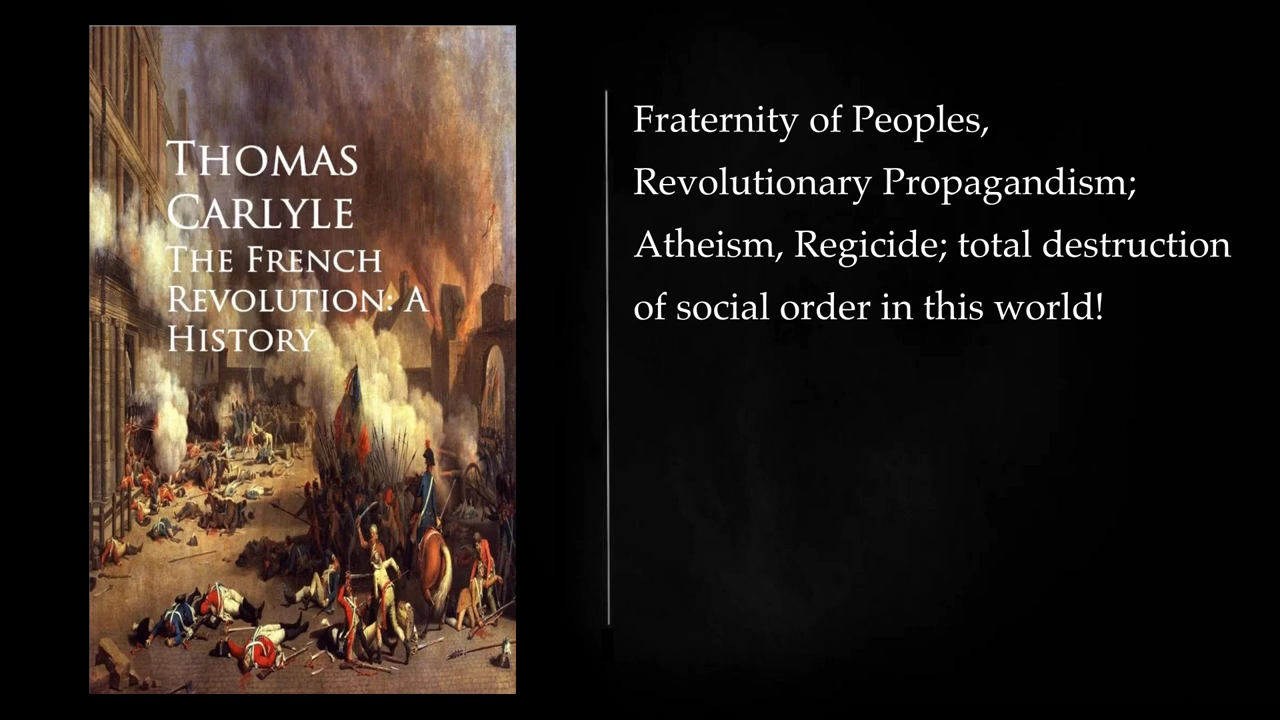 THOMAS
CARLYLE
THE FRENCH
REVOLUTION: A
HISTORY
Fraternity of Peoples,
Revolutionary Propagandism;
Atheism, Regicide; total destruction
of social order in this world!